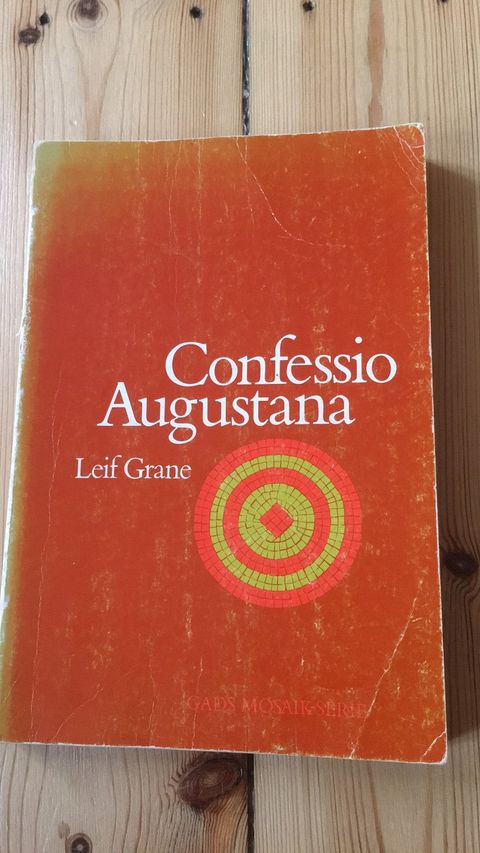 Confessio
Augustana
Leif Grane
GADS MOSAIK-SERIE